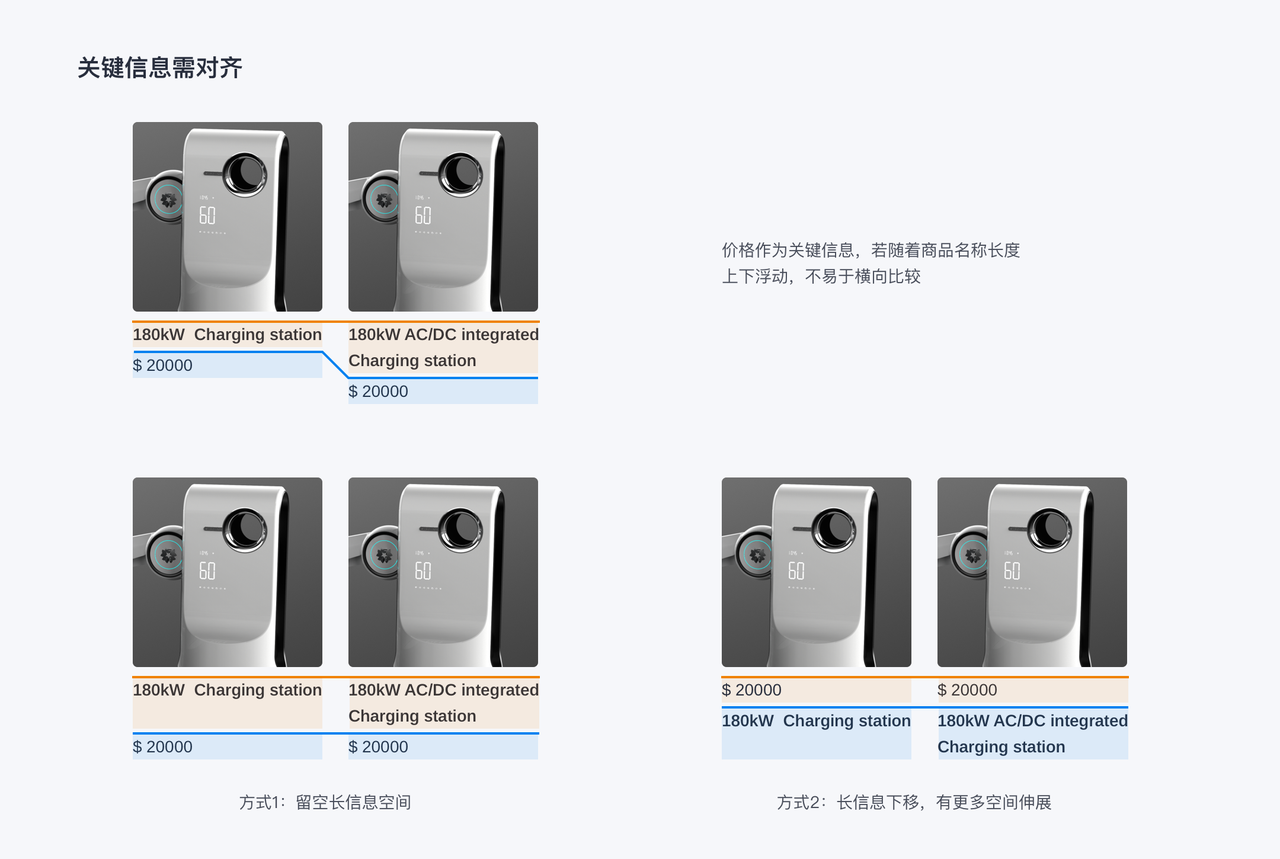 关键信息需对齐
60
60
180kW Charging station
180kW AC/DC integrated
Charging station
$ 20000
$ 20000
价格作为关键信息，若随着商品名称长度
上下浮动，不易于横向比较
60
60
180kW Charging station
180kW AC/DC integrated
Charging station
$ 20000
$ 20000
方式1：留空长信息空间
60
60
$ 20000
$ 20000
180kW Charging station
180kW AC/DC integrated
Charging station
方式2：长信息下移，有更多空间伸展